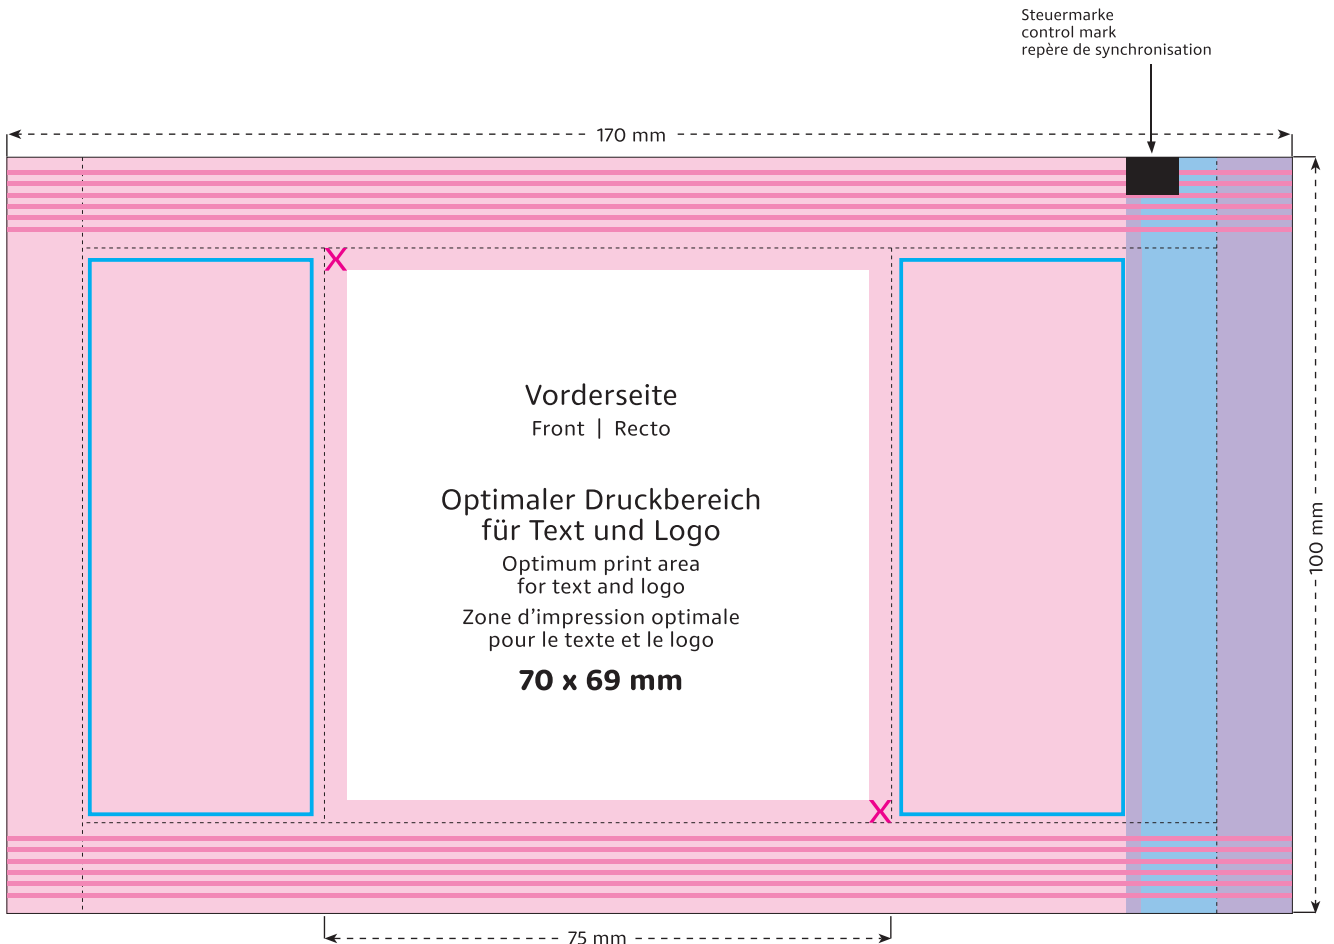 Steuermarke
control mark
repère de synchronisation
170 mm
X
Vorderseite
Front | Recto
Optimaler Druckbereich
für Text und Logo
Optimum print area
for text and logo
Zone d’impression optimale
pour le texte et le logo
70 x 69 mm
100 mm
X
75 mm